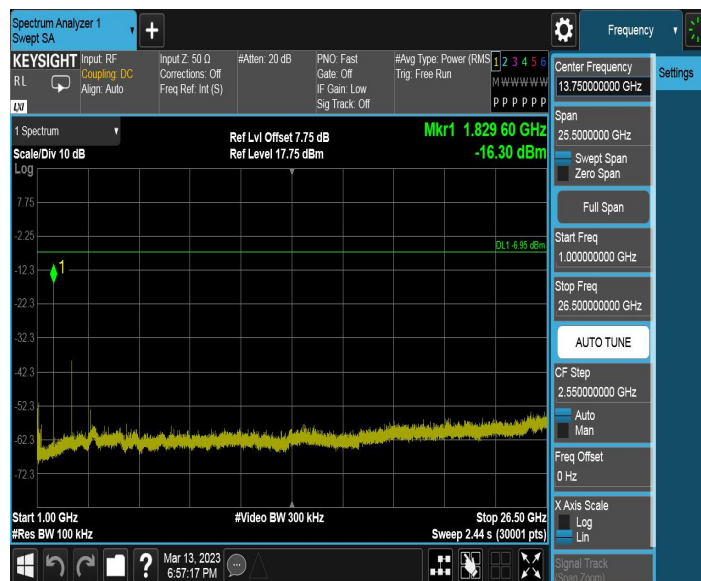 Spectrum Analyzer 1
Swept SA
+
Frequency
KEYSIGHT
RL
LXI
Input: RF
Coupling: DC
Align: Auto
Input Z: 50 Ω
Corrections: Off
Freq Ref: Int (S)
#Atten: 20 dB
PNO: Fast
Gate: Off
IF Gain: Low
Sig Track: Off
#Avg Type: Power (RMS
Trig: Free Run
1 2 3 4 5 6
M W W W W W
P P P P P P
Center Frequency
13.750000000 GHz
Settings
Span
25.5000000 GHz
Swept Span
Zero Span
Full Span
Start Freq
1.000000000 GHz
Stop Freq
26.500000000 GHz
AUTO TUNE
CF Step
2.550000000 GHz
Auto
Man
Freq Offset
0 Hz
X Axis Scale
Log
Lin
Signal Track
(Span Zoom)
1 Spectrum
Scale/Div 10 dB
Ref Lvl Offset 7.75 dB
Ref Level 17.75 dBm
Mkr1 1.829 60 GHz
-16.30 dBm
Log
7.75
-2.25
DL1 -6.95 dBm
1
-12.3
-22.3
-32.3
-42.3
-52.3
-62.3
-72.3
Start 1.00 GHz
#Video BW 300 kHz
Stop 26.50 GHz
#Res BW 100 kHz
Sweep 2.44 s (30001 pts)
?
Mar 13, 2023
6:57:17 PM